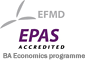 EFMD
EPAS
ACCREDITED
BA Economics programme